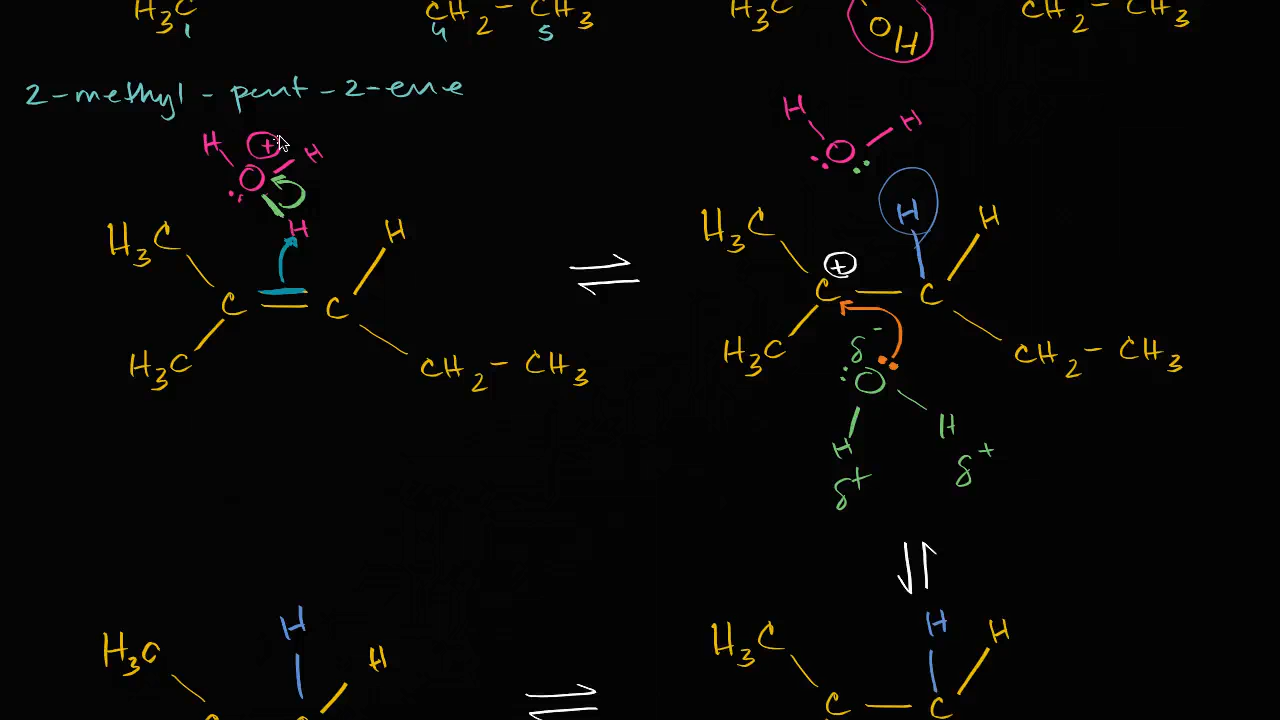 H3C CH2 – CH3 H3C OH CH2 – CH3
1 4 5
2-methyl-pent-2-ene
H + H H H
O O
H H
H3C H H3C + H
C C C C
H3C CH2 – CH3 H3C δ- CH2 – CH3
O
H H
δ+ δ+
H H H
H3C H H3C
C C C C